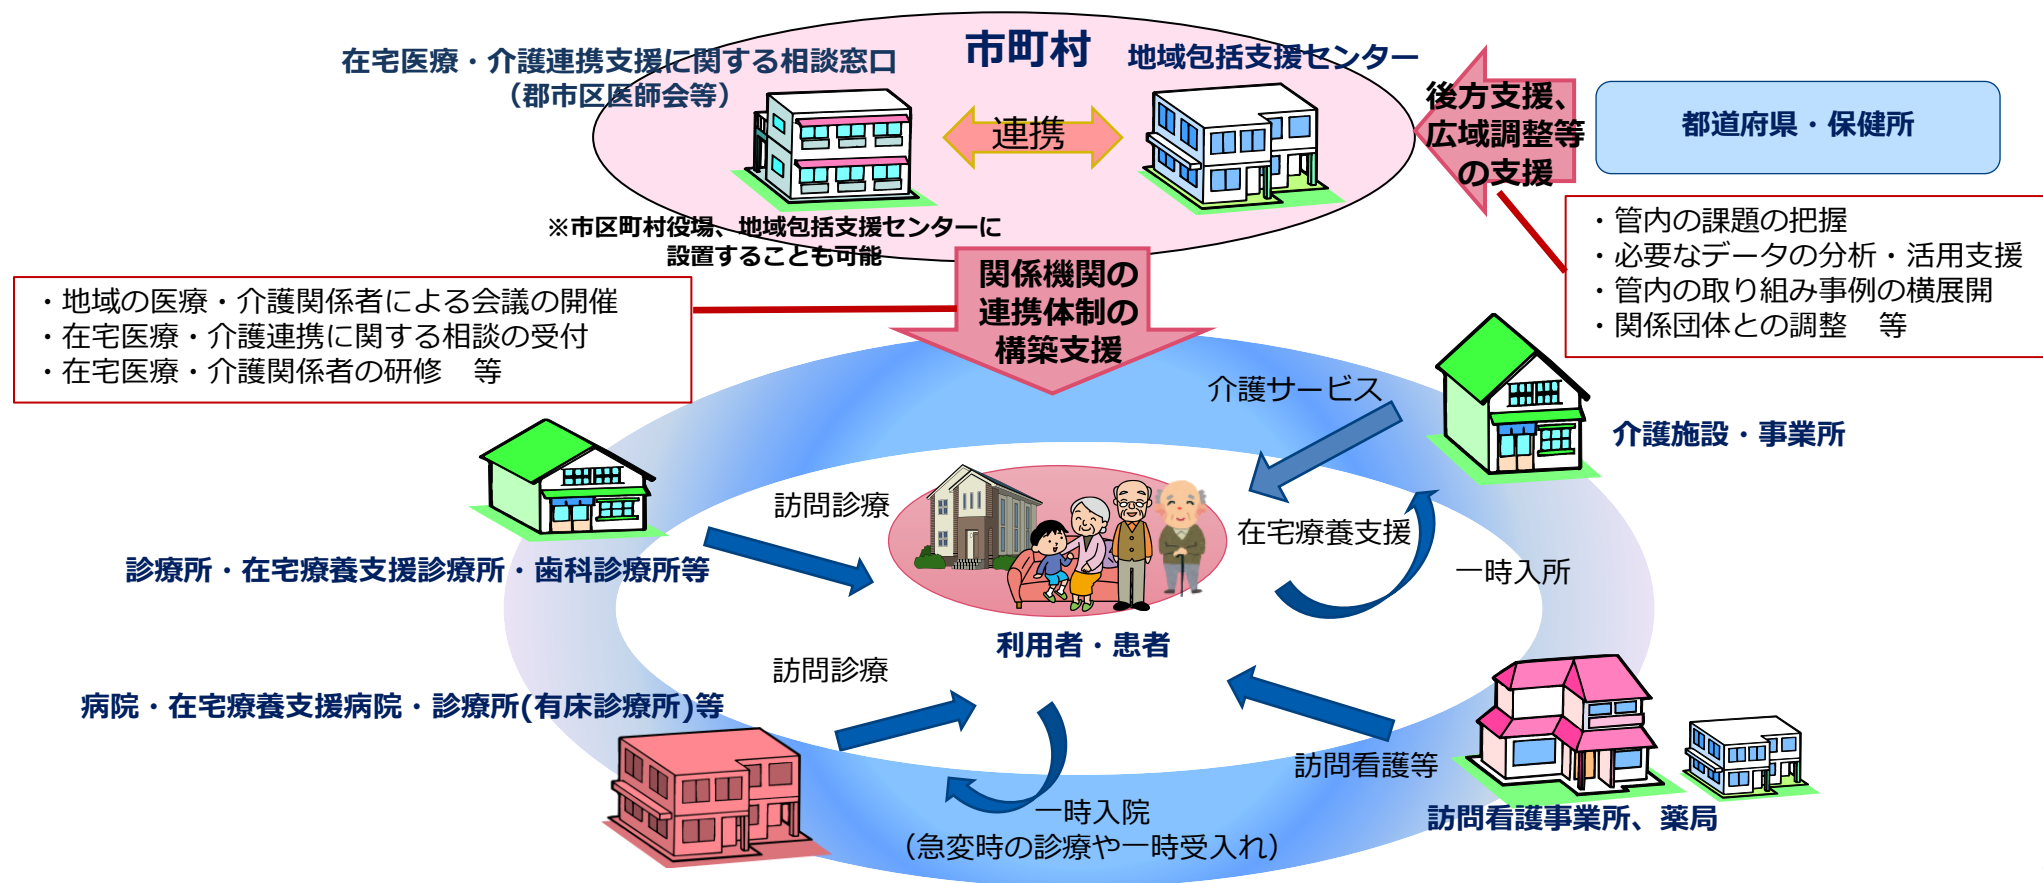 市町村
在宅医療・介護連携支援に関する相談窓口
（郡市区医師会等）
地域包括支援センター
連携
※市区町村役場、地域包括支援センターに
設置することも可能
後方支援、
広域調整等
の支援
都道府県・保健所
・管内の課題の把握
・必要なデータの分析・活用支援
・管内の取り組み事例の横展開
・関係団体との調整　等
関係機関の
連携体制の
構築支援
・地域の医療・介護関係者による会議の開催
・在宅医療・介護連携に関する相談の受付
・在宅医療・介護関係者の研修　等
介護サービス
介護施設・事業所
訪問診療
在宅療養支援
一時入所
診療所・在宅療養支援診療所・歯科診療所等
利用者・患者
訪問診療
病院・在宅療養支援病院・診療所(有床診療所)等
訪問看護等
訪問看護事業所、薬局
一時入院
（急変時の診療や一時受入れ）